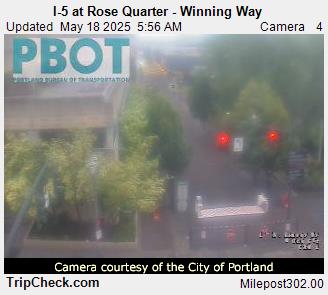 I-5 at Rose Quarter - Winning Way
Updated May 18 2025 5:56 AM Camera 4
PBOT
PORTLAND BUREAU OF TRANSPORTATION
Camera courtesy of the City of Portland
TripCheck.com Milepost302.00